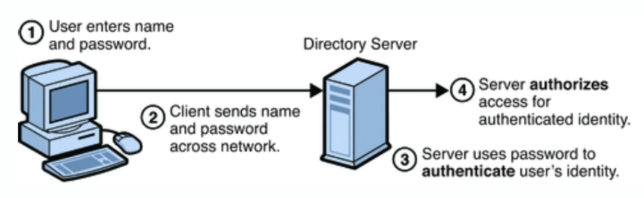 1 User enters name
and password.
Directory Server
2 Client sends name
and password
across network.
3 Server uses password to
authenticate user's identity.
4 Server authorizes
access for
authenticated identity.